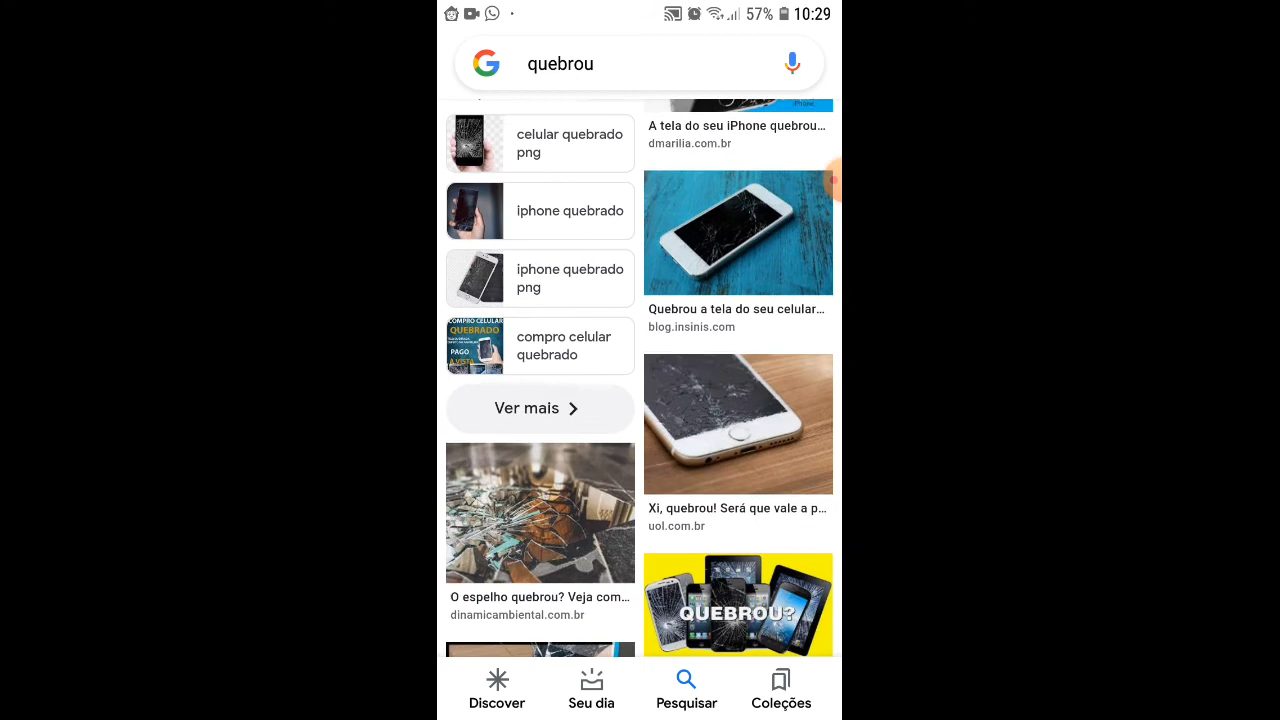 57% 10:29
quebrou
celular quebrado
png
iphone quebrado
iphone quebrado
png
COMPRO CELULAR
QUEBRADO
PAGO
A VISTA
compro celular
quebrado
Ver mais
O espelho quebrou? Veja com...
dinamicambiental.com.br
iPhone.
A tela do seu iPhone quebrou...
dmarilia.com.br
Quebrou a tela do seu celular...
blog.insinis.com
Xi, quebrou! Será que vale a p...
uol.com.br
QUEBROU?
Discover Seu dia Pesquisar Coleções